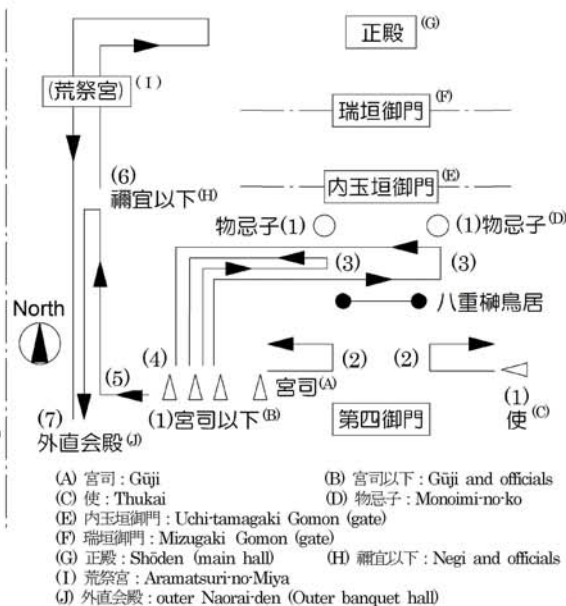 正殿 (G)
(荒祭宮) (I)
瑞垣御門 (F)
(6)
禰宜以下 (H)
内玉垣御門 (E)
物忌子(1)
(1)物忌子 (D)
(3)
(3)
North
八重榊鳥居
(4)
(2)
(2)
(5)
宮司 (A)
(1)
(7)
(1)宮司以下 (B)
第四御門
使 (C)
外直会殿 (J)
(A) 宮司 : Gūji
(B) 宮司以下 : Gūji and officials
(C) 使 : Thukai
(D) 物忌子 : Monoimi-no-ko
(E) 内玉垣御門 : Uchi-tamagaki Gomon (gate)
(F) 瑞垣御門 : Mizugaki Gomon (gate)
(G) 正殿 : Shōden (main hall)
(H) 禰宜以下 : Negi and officials
(I) 荒祭宮 : Aramatsuri-no-Miya
(J) 外直会殿 : outer Naorai-den (Outer banquet hall)